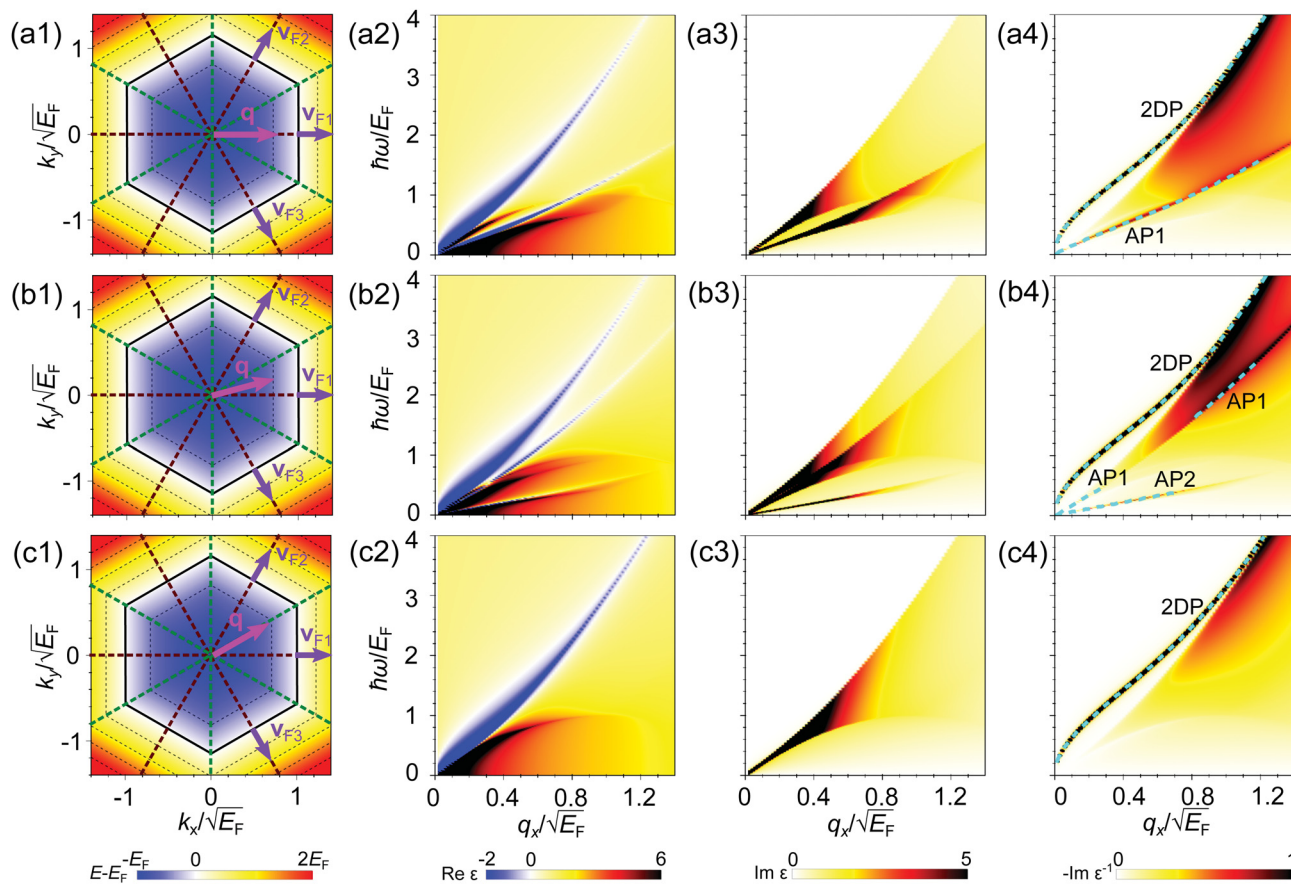 (a1)
(a2)
(a3)
(a4)
k_y/√E_F
1
0
-1
v_F2
q
v_F1
v_F3
ħω/E_F
4
3
2
1
0
2DP
AP1
(b1)
(b2)
(b3)
(b4)
k_y/√E_F
1
0
-1
v_F2
q
v_F1
v_F3
ħω/E_F
4
3
2
1
0
2DP
AP1
AP1
AP2
(c1)
(c2)
(c3)
(c4)
k_y/√E_F
1
0
-1
v_F2
q
v_F1
v_F3
ħω/E_F
4
3
2
1
0
2DP
-1 0 1
0 0.4 0.8 1.2
0 0.4 0.8 1.2
0 0.4 0.8 1.2
k_x/√E_F
q_x/√E_F
q_x/√E_F
q_x/√E_F
E-E_F -E_F 0 2E_F
Re ε -2 0 6
Im ε 0 5
-Im ε⁻¹ 0 1